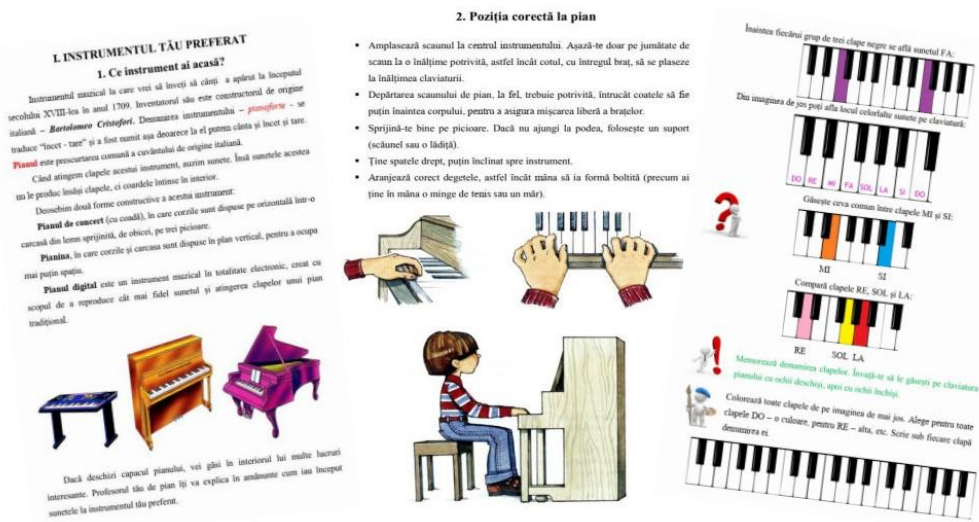 I. INSTRUMENTUL TĂU PREFERAT
1. Ce instrument ai acasă?
Instrumentul muzical la care vrei să înveți să cânți a apărut la începutul
secolului XVIII-lea în anul 1709. Inventatorul său este constructorul de origine
italiană – Bartolomeo Cristofori. Denumirea instrumentului – pianoforte - se
traduce “încet - tare” și a fost numit așa deoarece la el putem cânta și încet și tare.
Pianul este prescurtarea comună a cuvântului de origine italiană.
Când atingem clapele acestui instrument, auzim sunete. Însă sunetele acestea
nu le produc însăși clapele, ci coardele întinse în interior.
Deosebim două forme constructive a acestui instrument:
Pianul de concert (cu coadă), în care corzile sunt dispuse pe orizontală într-o
carcasă din lemn sprijinită, de obicei, pe trei picioare.
Pianina, în care corzile și carcasa sunt dispuse în plan vertical, pentru a ocupa
mai puțin spațiu.
Pianul digital este un instrument muzical în totalitate electronic, creat cu
scopul de a reproduce cât mai fidel sunetul și atingerea clapelor unui pian
tradițional.
Dacă deschizi capacul pianului, vei găsi în interiorul lui multe lucruri
interesante. Profesorul tău de pian îți va explica în amănunte cum iau început
sunetele la instrumentul tău preferat.
2. Poziția corectă la pian
• Amplasează scaunul la centrul instrumentului. Așază-te doar pe jumătate de
scaun la o înălțime potrivită, astfel încât cotul, cu întregul braț, să se plaseze
la înălțimea claviaturii.
• Depărtarea scaunului de pian, la fel, trebuie potrivită, întrucât coatele să fie
puțin înaintea corpului, pentru a asigura mișcarea liberă a brațelor.
• Sprijină-te bine pe picioare. Dacă nu ajungi la podea, folosește un suport
(scăunel sau o lădiță).
• Ține spatele drept, puțin înclinat spre instrument.
• Aranjează corect degetele, astfel încât mâna să ia formă boltită (precum ai
ține în mâna o minge de tenis sau un măr).
Înaintea fiecărui grup de trei clape negre se află sunetul FA:
Din imaginea de jos poți afla locul celorlalte sunete pe claviatură:
DO RE MI FA SOL LA SI DO
Găsește ceva comun între clapele MI și SI:
MI SI
Compară clapele RE, SOL și LA:
RE SOL LA
Memorează denumirea clapelor. Învață-te să le găsești pe claviatura
pianului cu ochii deschiși, apoi cu ochii închiși.
Colorează toate clapele de pe imaginea de mai jos. Alege pentru toate
clapele DO – o culoare, pentru RE – alta, etc. Scrie sub fiecare clapă
denumirea ei.